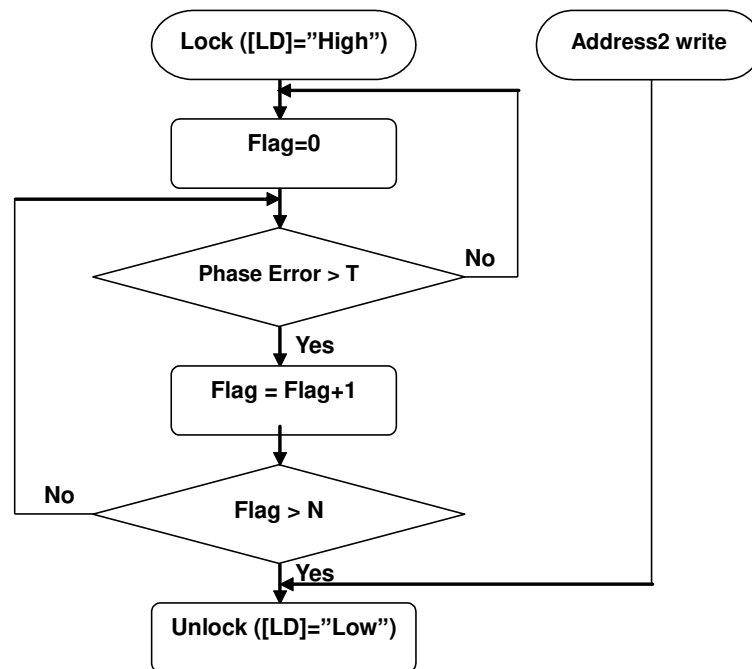 Lock ([LD]=”High”)
Address2 write
Flag=0
Phase Error > T
No
Yes
Flag = Flag+1
No
Flag > N
Yes
Unlock ([LD]=”Low”)